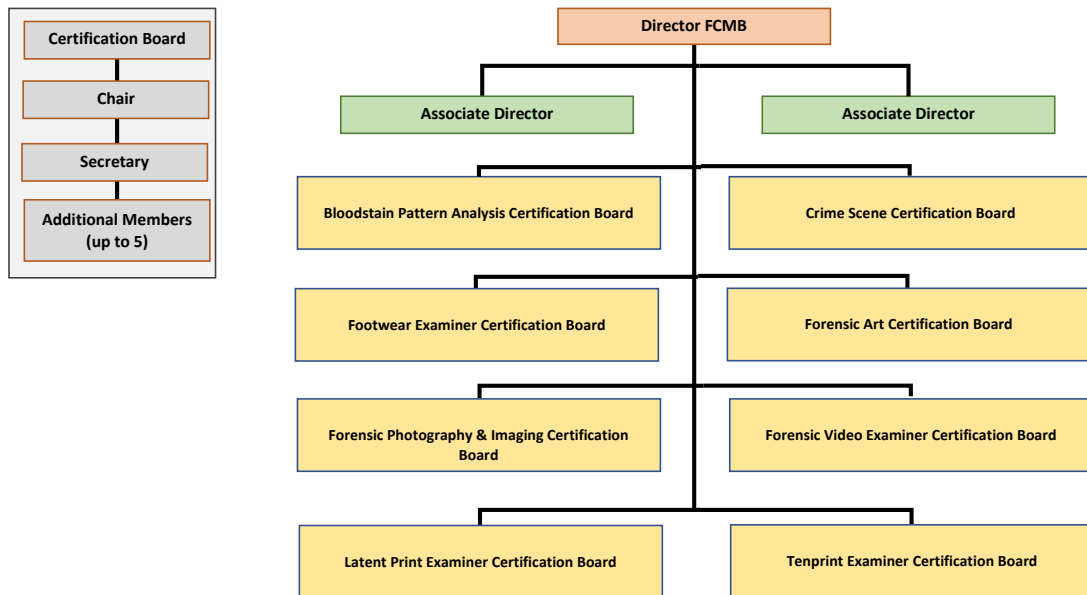 Certification Board
Chair
Secretary
Additional Members
(up to 5)
Director FCMB
Associate Director
Associate Director
Bloodstain Pattern Analysis Certification Board
Crime Scene Certification Board
Footwear Examiner Certification Board
Forensic Art Certification Board
Forensic Photography & Imaging Certification
Board
Forensic Video Examiner Certification Board
Latent Print Examiner Certification Board
Tenprint Examiner Certification Board